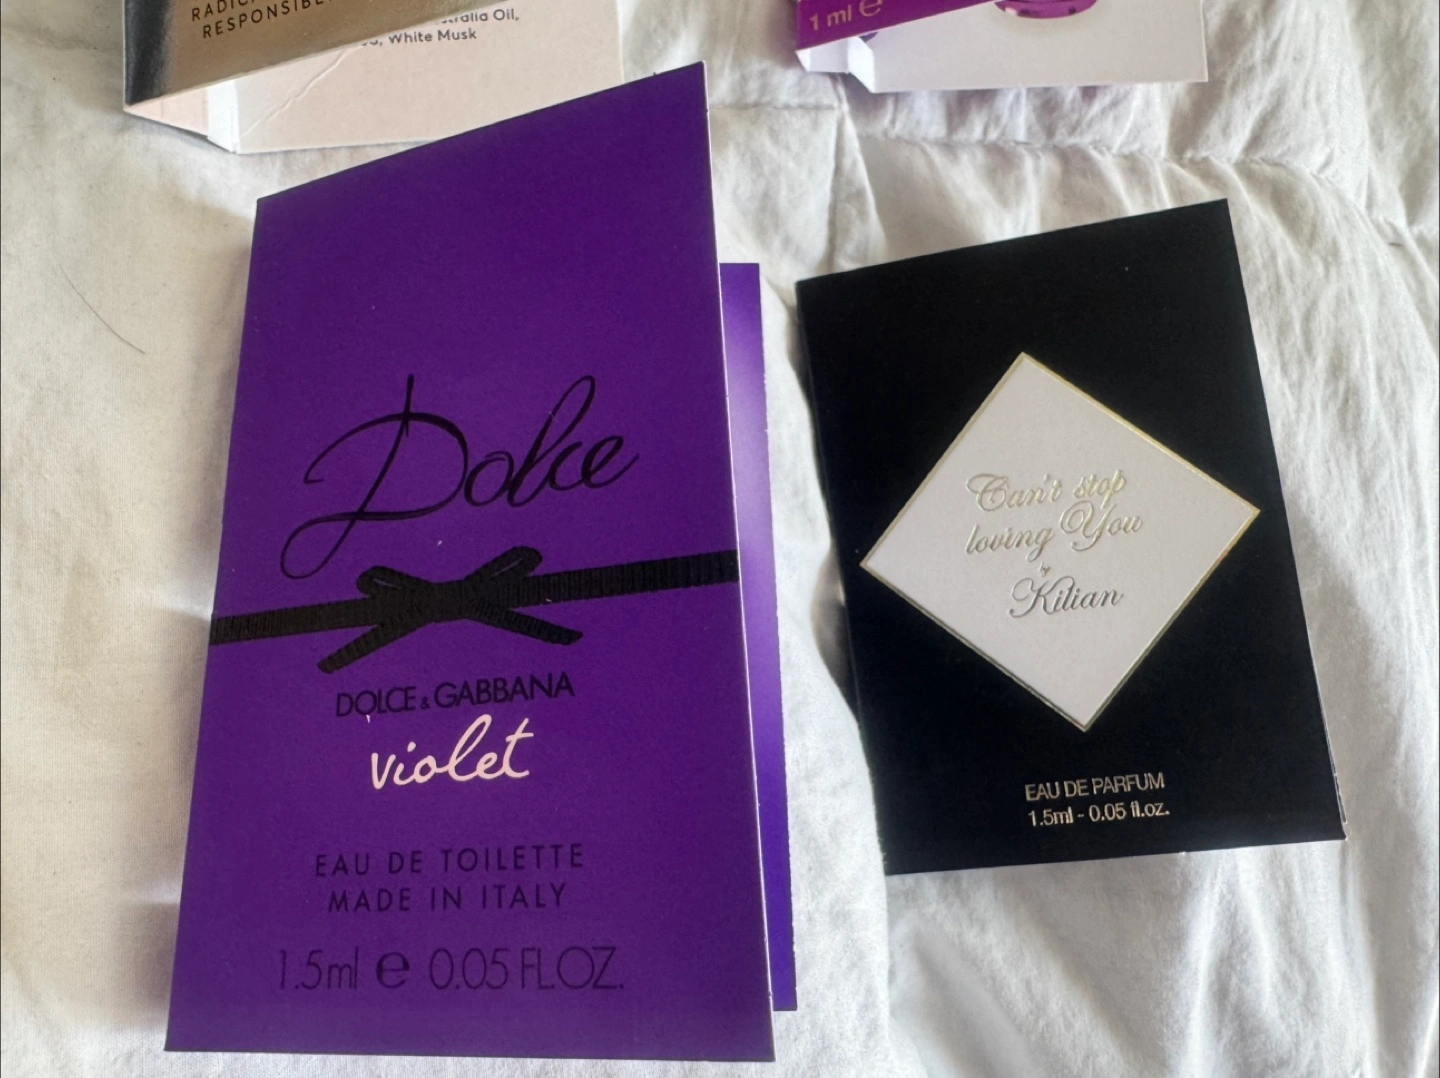 RESPONSIBL
Oil,
White Musk
1 ml e
Dolce
DOLCE & GABBANA
violet
EAU DE TOILETTE
MADE IN ITALY
1.5ml e 0.05 FL.OZ.
Can't stop
loving You
Kilian
EAU DE PARFUM
1.5ml - 0.05 fl.oz.